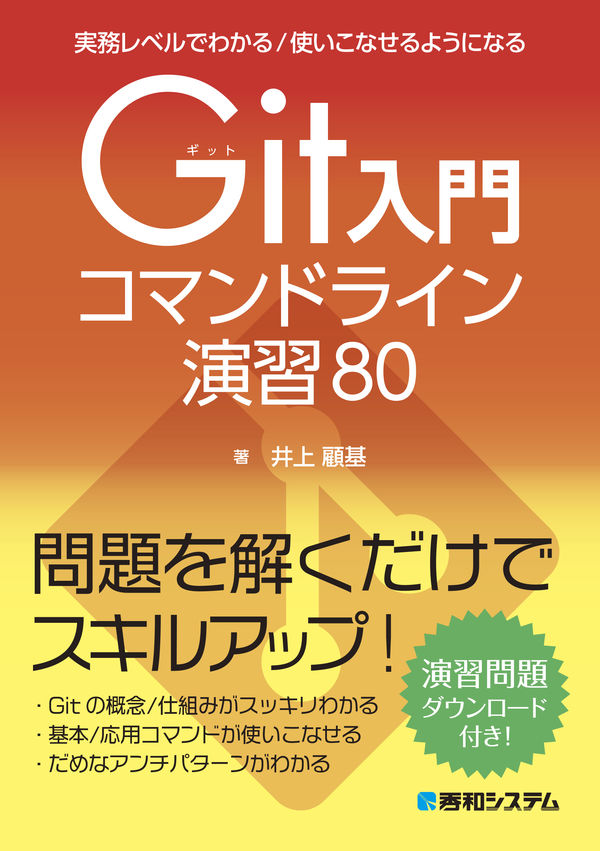 実務レベルでわかる/使いこなせるようになる
ギット
Git入門
コマンドライン
演習80
著 井上 顧基
問題を解くだけで
スキルアップ!
・Gitの概念/仕組みがスッキリわかる
・基本/応用コマンドが使いこなせる
・だめなアンチパターンがわかる
演習問題
ダウンロード
付き!
秀和システム